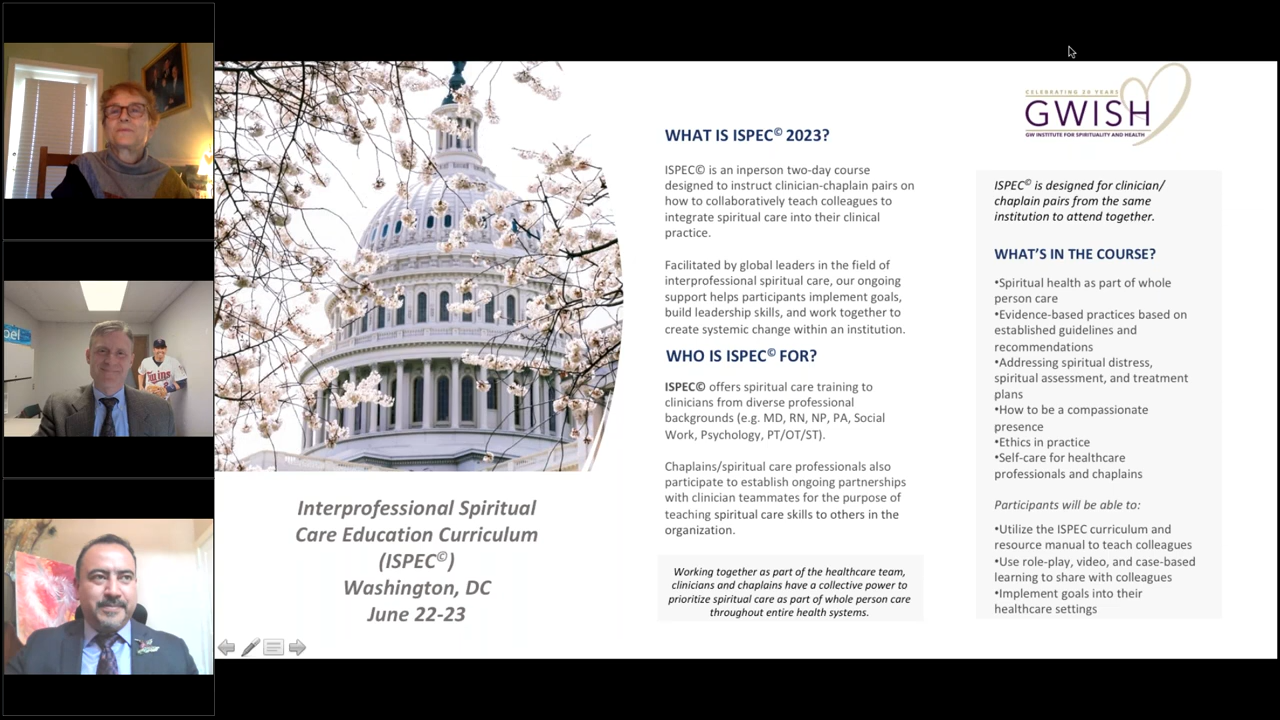 pel
Twins
Interprofessional Spiritual
Care Education Curriculum
(ISPEC©)
Washington, DC
June 22-23
WHAT IS ISPEC© 2023?
ISPEC© is an inperson two-day course
designed to instruct clinician-chaplain pairs on
how to collaboratively teach colleagues to
integrate spiritual care into their clinical
practice.
Facilitated by global leaders in the field of
interprofessional spiritual care, our ongoing
support helps participants implement goals,
build leadership skills, and work together to
create systemic change within an institution.
WHO IS ISPEC© FOR?
ISPEC© offers spiritual care training to
clinicians from diverse professional
backgrounds (e.g. MD, RN, NP, PA, Social
Work, Psychology, PT/OT/ST).
Chaplains/spiritual care professionals also
participate to establish ongoing partnerships
with clinician teammates for the purpose of
teaching spiritual care skills to others in the
organization.
Working together as part of the healthcare team,
clinicians and chaplains have a collective power to
prioritize spiritual care as part of whole person care
throughout entire health systems.
CELEBRATING 20 YEARS
GWISH
GW INSTITUTE FOR SPIRITUALITY AND HEALTH
ISPEC© is designed for clinician/
chaplain pairs from the same
institution to attend together.
WHAT'S IN THE COURSE?
•Spiritual health as part of whole
person care
•Evidence-based practices based on
established guidelines and
recommendations
•Addressing spiritual distress,
spiritual assessment, and treatment
plans
•How to be a compassionate
presence
•Ethics in practice
•Self-care for healthcare
professionals and chaplains
Participants will be able to:
•Utilize the ISPEC curriculum and
resource manual to teach colleagues
•Use role-play, video, and case-based
learning to share with colleagues
•Implement goals into their
healthcare settings